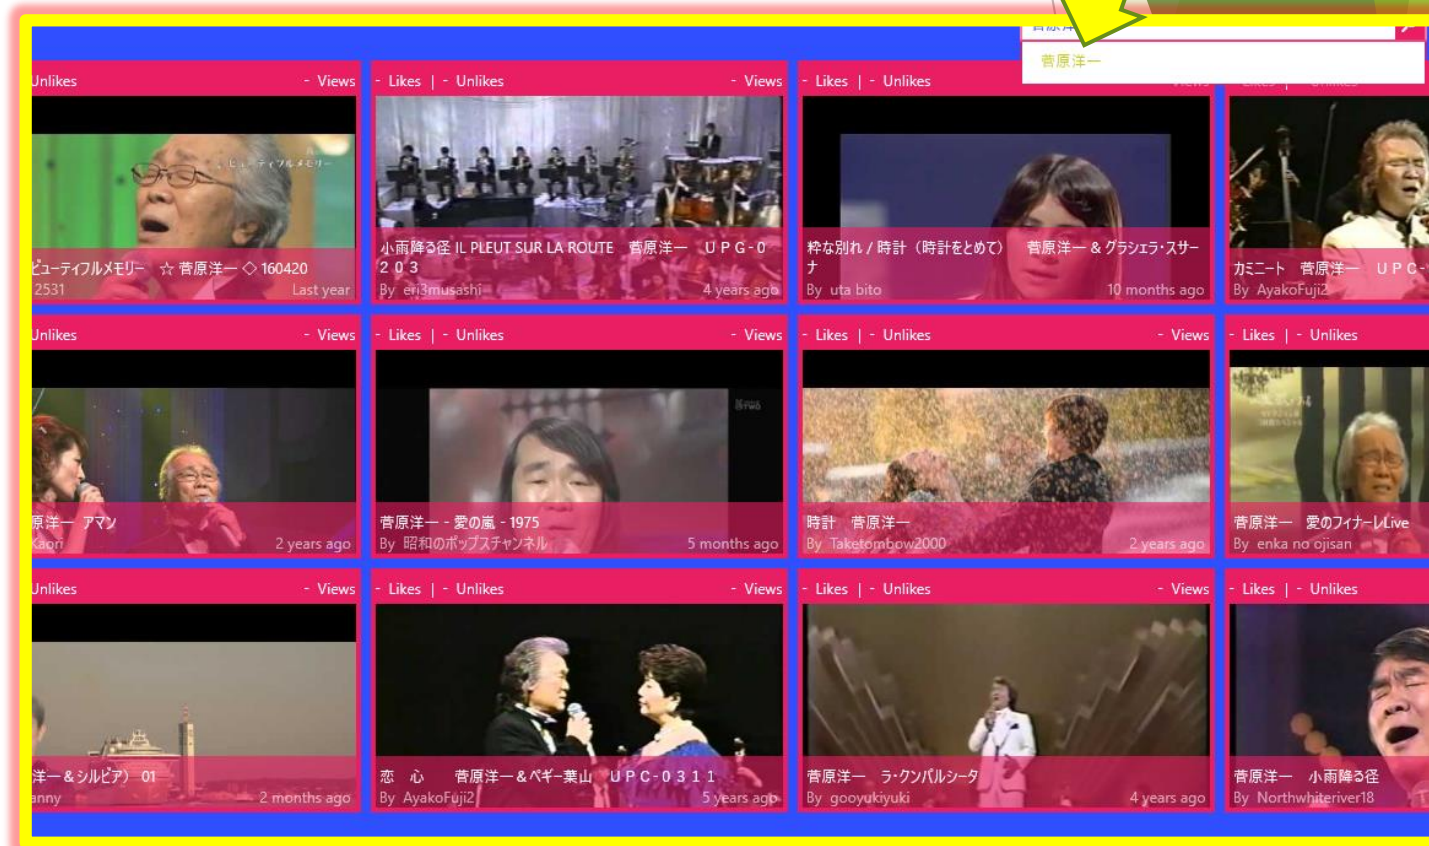 菅原洋一
Unlikes - Views
- Likes | - Unlikes - Views
- Likes | - Unlikes
ビューティフルメモリー
ビューティフルメモリー ☆ 菅原洋一 ◇ 160420
2531 Last year
小雨降る径 IL PLEUT SUR LA ROUTE 菅原洋一 ＵＰＧ-０
２０３
By eri3musashi 4 years ago
粋な別れ / 時計（時計をとめて） 菅原洋一 & グラシェラ・スサー
ナ
By uta bito 10 months ago
カミニート 菅原洋一 ＵＰＣ-
By AyakoFuji2
Unlikes - Views
- Likes | - Unlikes - Views
- Likes | - Unlikes - Views
- Likes | - Unlikes
原洋一 アマン
Kaori 2 years ago
菅原洋一 - 愛の嵐 - 1975
By 昭和のポップスチャンネル 5 months ago
時計 菅原洋一
By Taketombow2000 2 years ago
菅原洋一 愛のフィナーレLive
By enka no ojisan
Unlikes - Views
- Likes | - Unlikes - Views
- Likes | - Unlikes - Views
- Likes | - Unlikes
洋一＆シルビア） 01
anny 2 months ago
恋 心 菅原洋一＆ペギー葉山 ＵＰＣ-０３１１
By AyakoFuji2 5 years ago
菅原洋一 ラ・クンパルシータ
By gooyukiyuki 4 years ago
菅原洋一 小雨降る径
By Northwhiteriver18